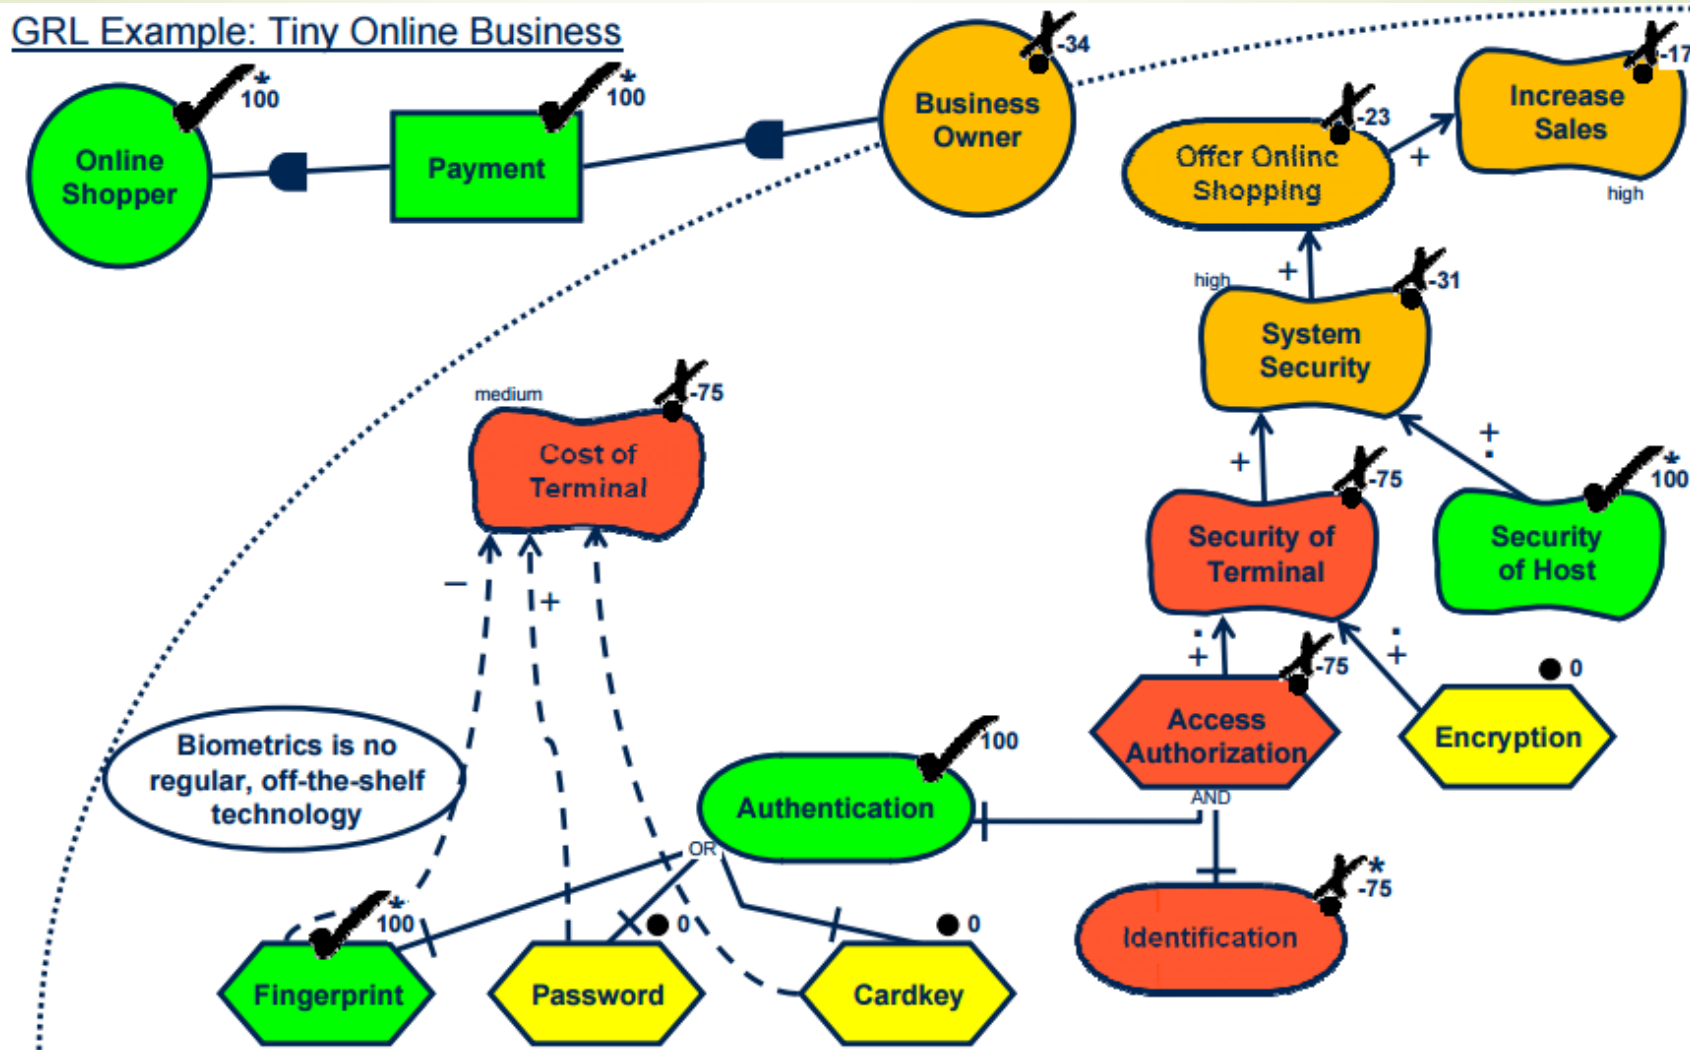 GRL Example: Tiny Online Business
*
100
Online
Shopper
*
100
Payment
-34
Business
Owner
-23
Offer Online
Shopping
+
-17
Increase
Sales
high
+
high
-31
System
Security
medium
-75
Cost of
Terminal
–
+
+
+
-75
Security of
Terminal
*
100
Security
of Host
+
+
-75
Access
Authorization
AND
0
Encryption
Biometrics is no
regular, off-the-shelf
technology
100
Authentication
OR
*
100
Fingerprint
0
Password
0
Cardkey
*
-75
Identification